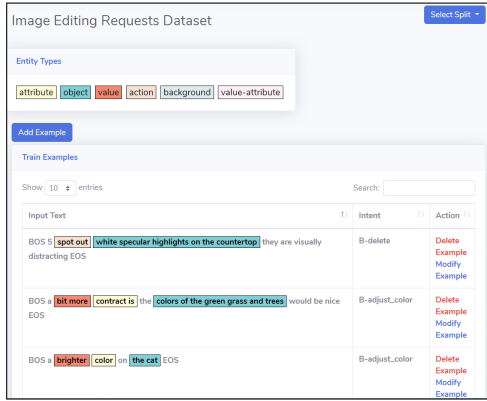 Image Editing Requests Dataset
Select Split
Entity Types
attribute object value action background value-attribute
Add Example
Train Examples
Show 10 entries Search:
Input Text Intent Action
BOS 5 spot out white specular highlights on the countertop they are visually B-delete Delete
distracting EOS Example
Modify
Example
BOS a bit more contract is the colors of the green grass and trees would be nice B-adjust_color Delete
EOS Example
Modify
Example
BOS a brighter color on the cat EOS B-adjust_color Delete
Example
Modify
Example